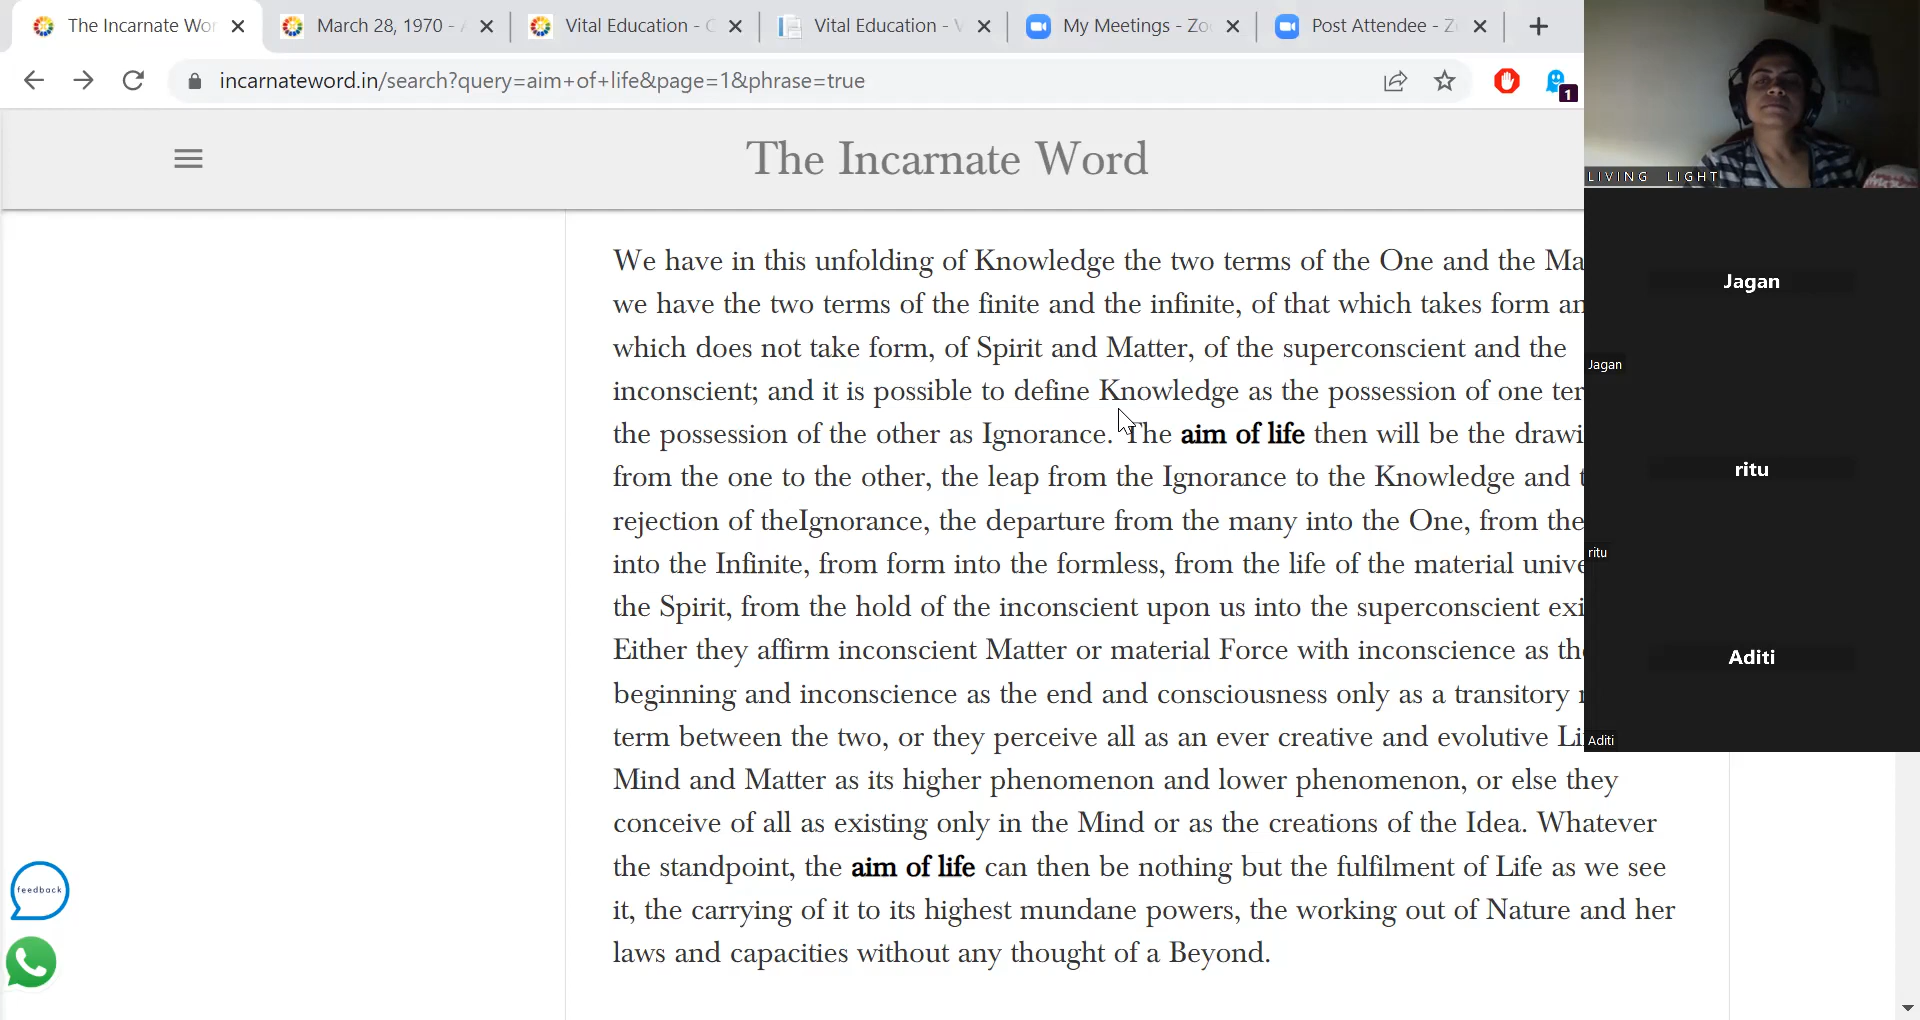 The Incarnate Wor
March 28, 1970 -
Vital Education -
Vital Education -
My Meetings - Zo
Post Attendee - Z
incarnateword.in/search?query=aim+of+life&page=1&phrase=true
1
The Incarnate Word
LIVING LIGHT
We have in this unfolding of Knowledge the two terms of the One and the Ma
we have the two terms of the finite and the infinite, of that which takes form an
which does not take form, of Spirit and Matter, of the superconscient and the
inconscient; and it is possible to define Knowledge as the possession of one ter
the possession of the other as Ignorance. The aim of life then will be the drawi
from the one to the other, the leap from the Ignorance to the Knowledge and
rejection of theIgnorance, the departure from the many into the One, from the
into the Infinite, from form into the formless, from the life of the material unive
the Spirit, from the hold of the inconscient upon us into the superconscient exi
Either they affirm inconscient Matter or material Force with inconscience as the
beginning and inconscience as the end and consciousness only as a transitory
term between the two, or they perceive all as an ever creative and evolutive Li
Mind and Matter as its higher phenomenon and lower phenomenon, or else they
conceive of all as existing only in the Mind or as the creations of the Idea. Whatever
the standpoint, the aim of life can then be nothing but the fulfilment of Life as we see
it, the carrying of it to its highest mundane powers, the working out of Nature and her
laws and capacities without any thought of a Beyond.
Jagan
Jagan
ritu
ritu
Aditi
Aditi
feedback